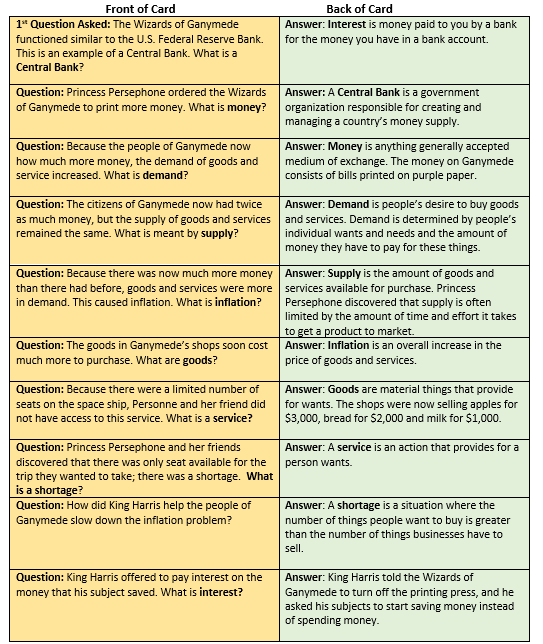 Front of Card
Back of Card
1st Question Asked: The Wizards of Ganymede
functioned similar to the U.S. Federal Reserve Bank.
This is an example of a Central Bank. What is a
Central Bank?
Answer: Interest is money paid to you by a bank
for the money you have in a bank account.
Question: Princess Persephone ordered the Wizards
of Ganymede to print more money. What is money?
Answer: A Central Bank is a government
organization responsible for creating and
managing a country's money supply.
Question: Because the people of Ganymede now
how much more money, the demand of goods and
service increased. What is demand?
Answer: Money is anything generally accepted
medium of exchange. The money on Ganymede
consists of bills printed on purple paper.
Question: The citizens of Ganymede now had twice
as much money, but the supply of goods and services
remained the same. What is meant by supply?
Answer: Demand is people's desire to buy goods
and services. Demand is determined by people's
individual wants and needs and the amount of
money they have to pay for these things.
Question: Because there was now much more money
than there had before, goods and services were more
in demand. This caused inflation. What is inflation?
Answer: Supply is the amount of goods and
services available for purchase. Princess
Persephone discovered that supply is often
limited by the amount of time and effort it takes
to get a product to market.
Question: The goods in Ganymede's shops soon cost
much more to purchase. What are goods?
Answer: Inflation is an overall increase in the
price of goods and services.
Question: Because there were a limited number of
seats on the space ship, Personne and her friend did
not have access to this service. What is a service?
Answer: Goods are material things that provide
for wants. The shops were now selling apples for
$3,000, bread for $2,000 and milk for $1,000.
Question: Princess Persephone and her friends
discovered that there was only seat available for the
trip they wanted to take; there was a shortage. What
is a shortage?
Answer: A service is an action that provides for a
person wants.
Question: How did King Harris help the people of
Ganymede slow down the inflation problem?
Answer: A shortage is a situation where the
number of things people want to buy is greater
than the number of things businesses have to
sell.
Question: King Harris offered to pay interest on the
money that his subject saved. What is interest?
Answer: King Harris told the Wizards of
Ganymede to turn off the printing press, and he
asked his subjects to start saving money instead
of spending money.